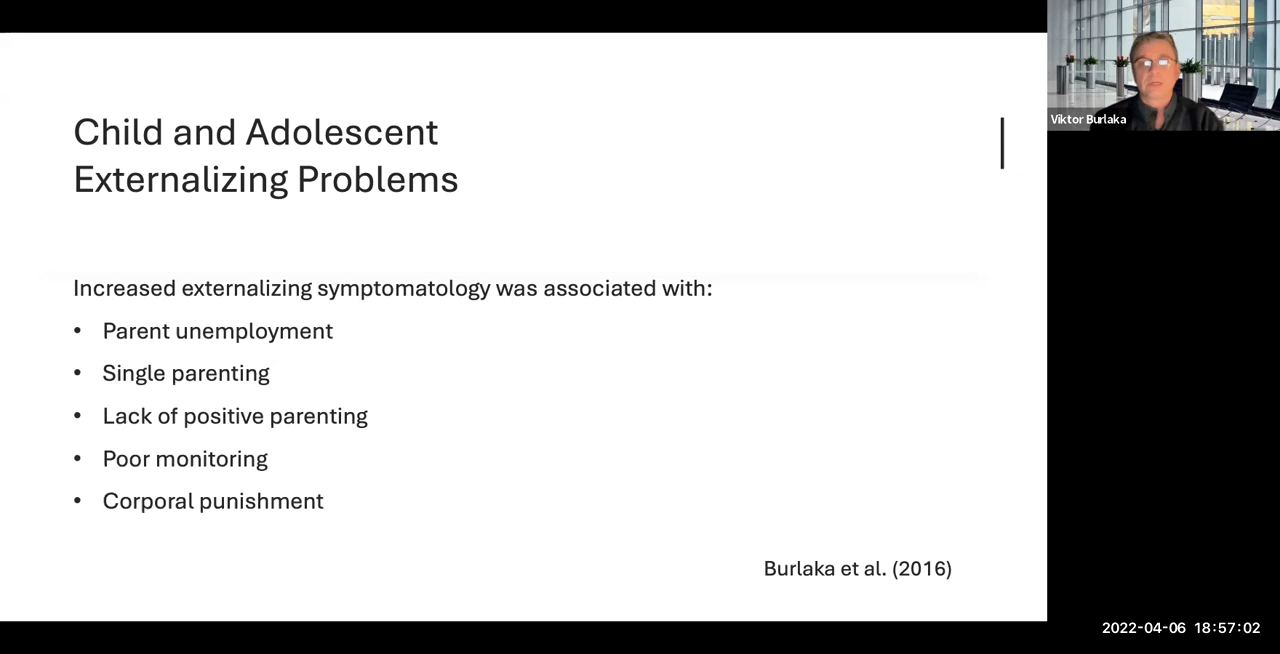 Child and Adolescent
Externalizing Problems
Increased externalizing symptomatology was associated with:
• Parent unemployment
• Single parenting
• Lack of positive parenting
• Poor monitoring
• Corporal punishment
Burlaka et al. (2016)
Viktor Burlaka
2022-04-06 18:57:02